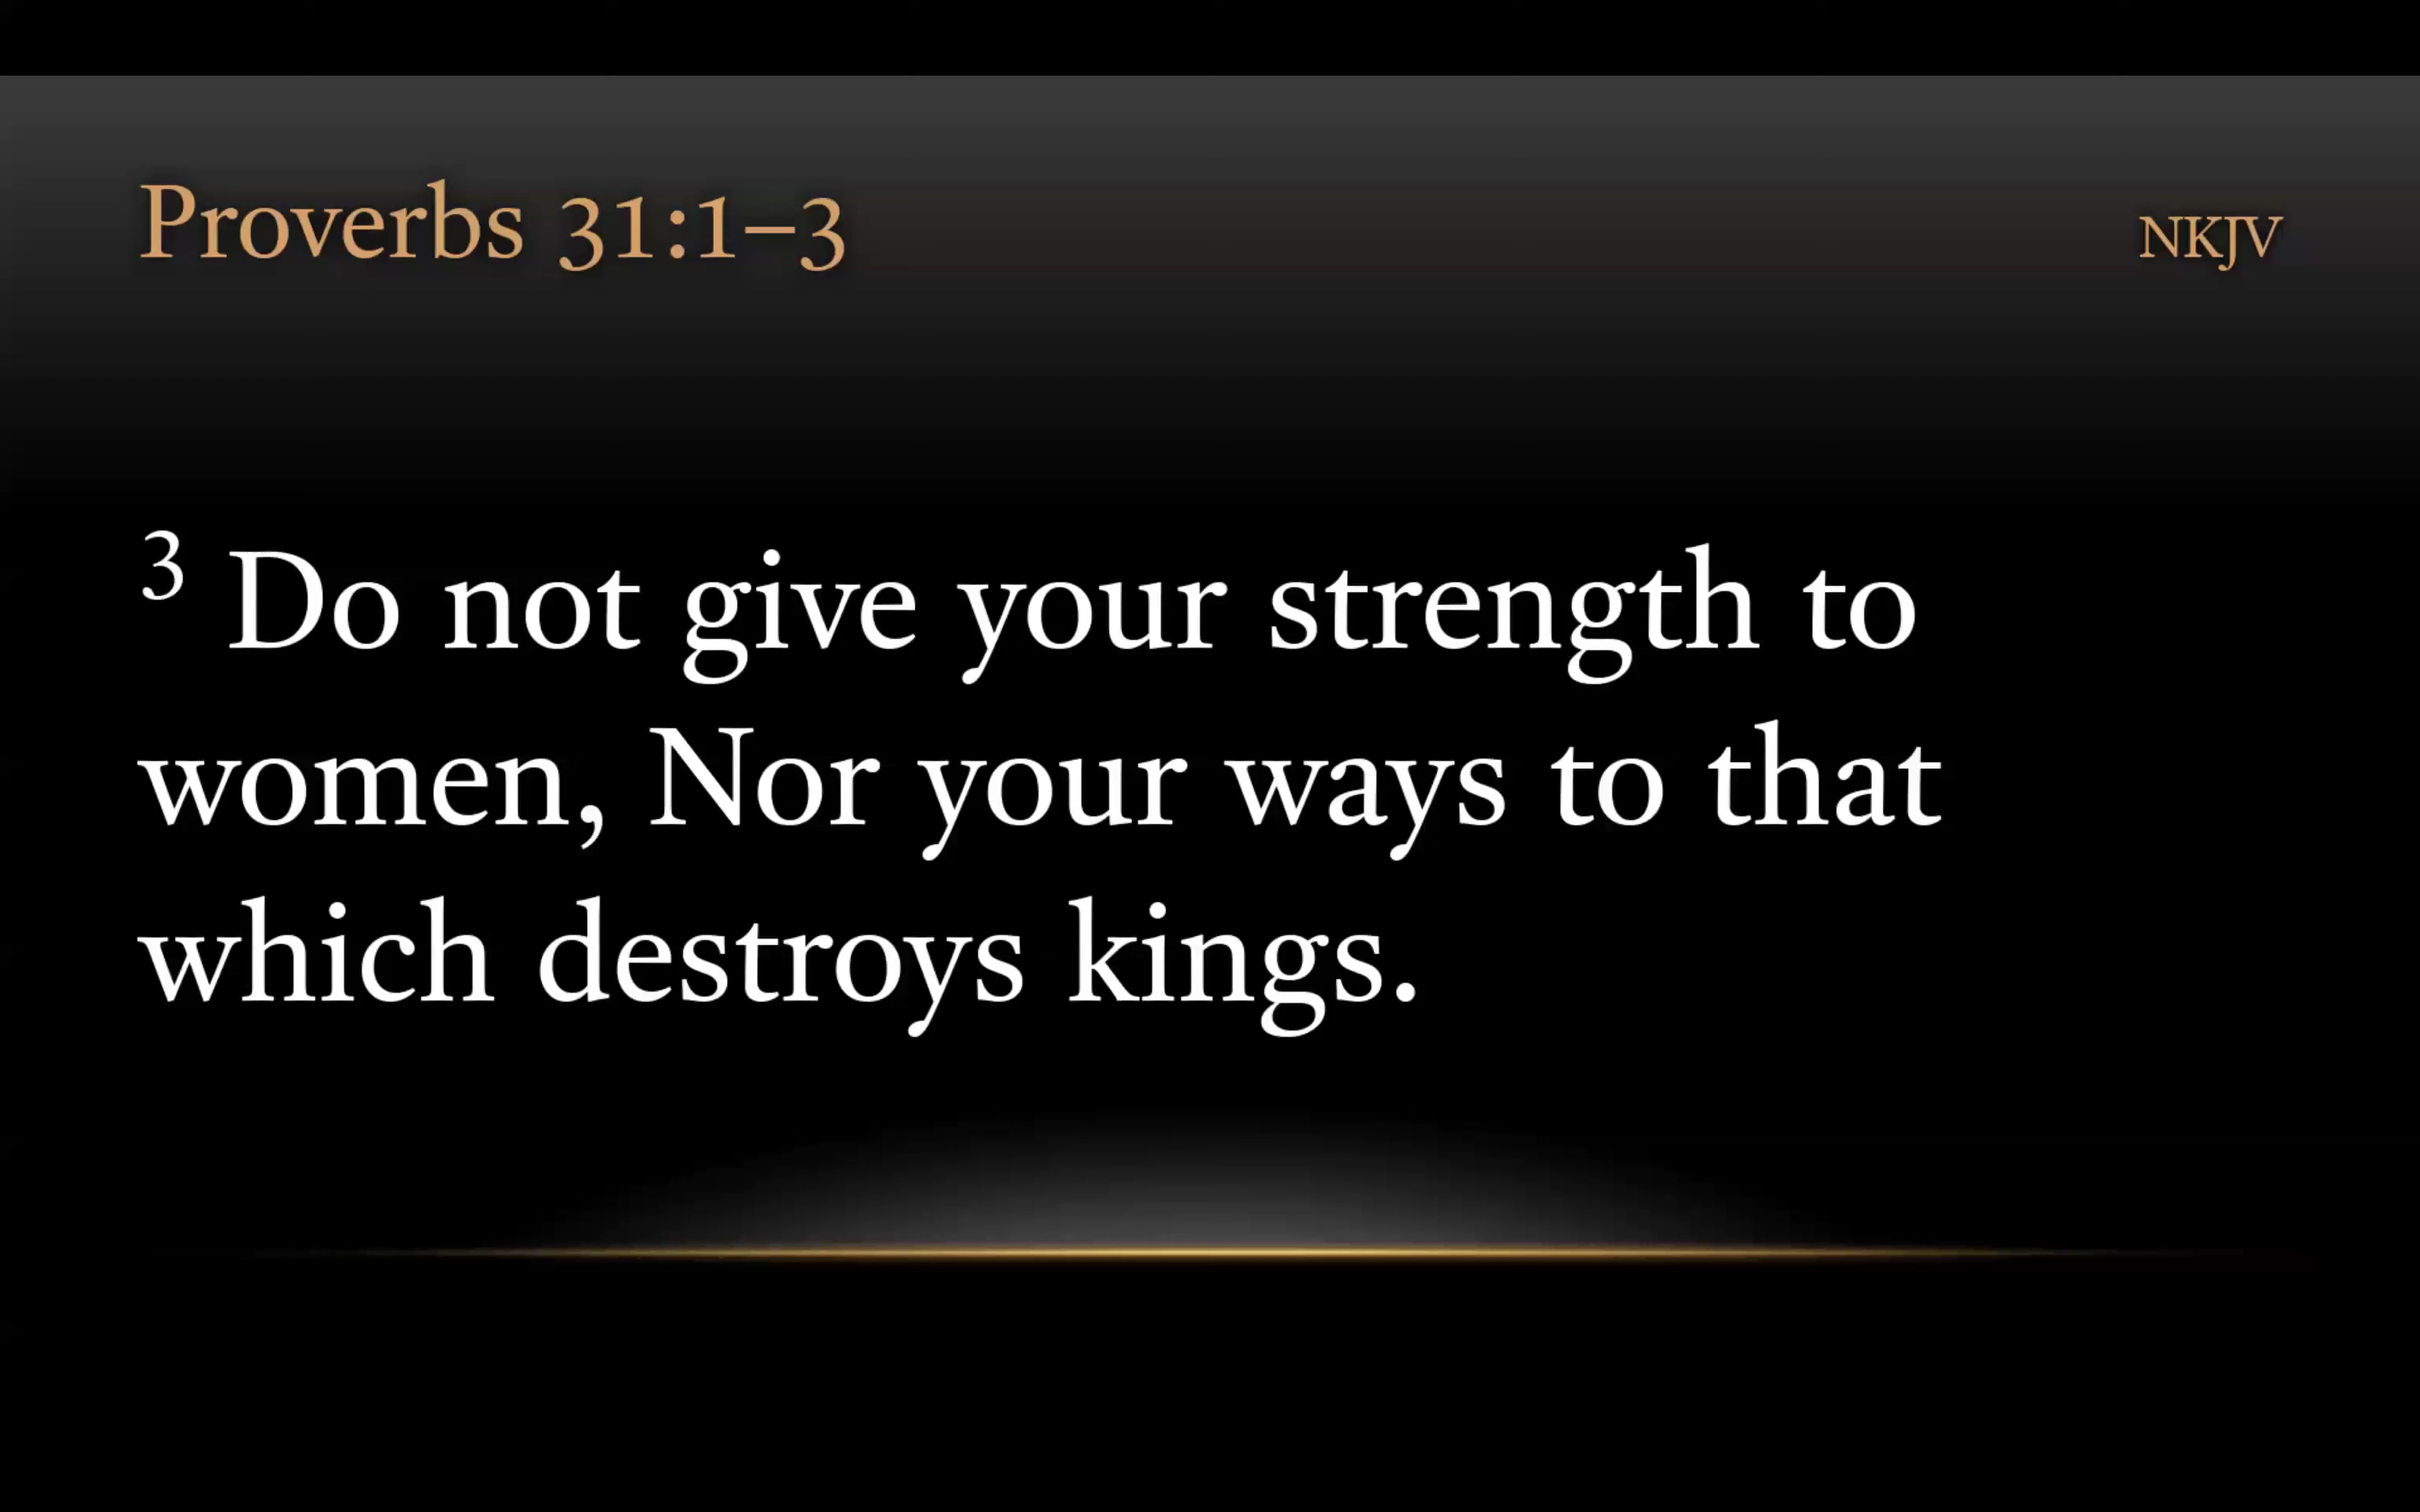 Proverbs 31:1–3
NKJV
3 Do not give your strength to
women, Nor your ways to that
which destroys kings.